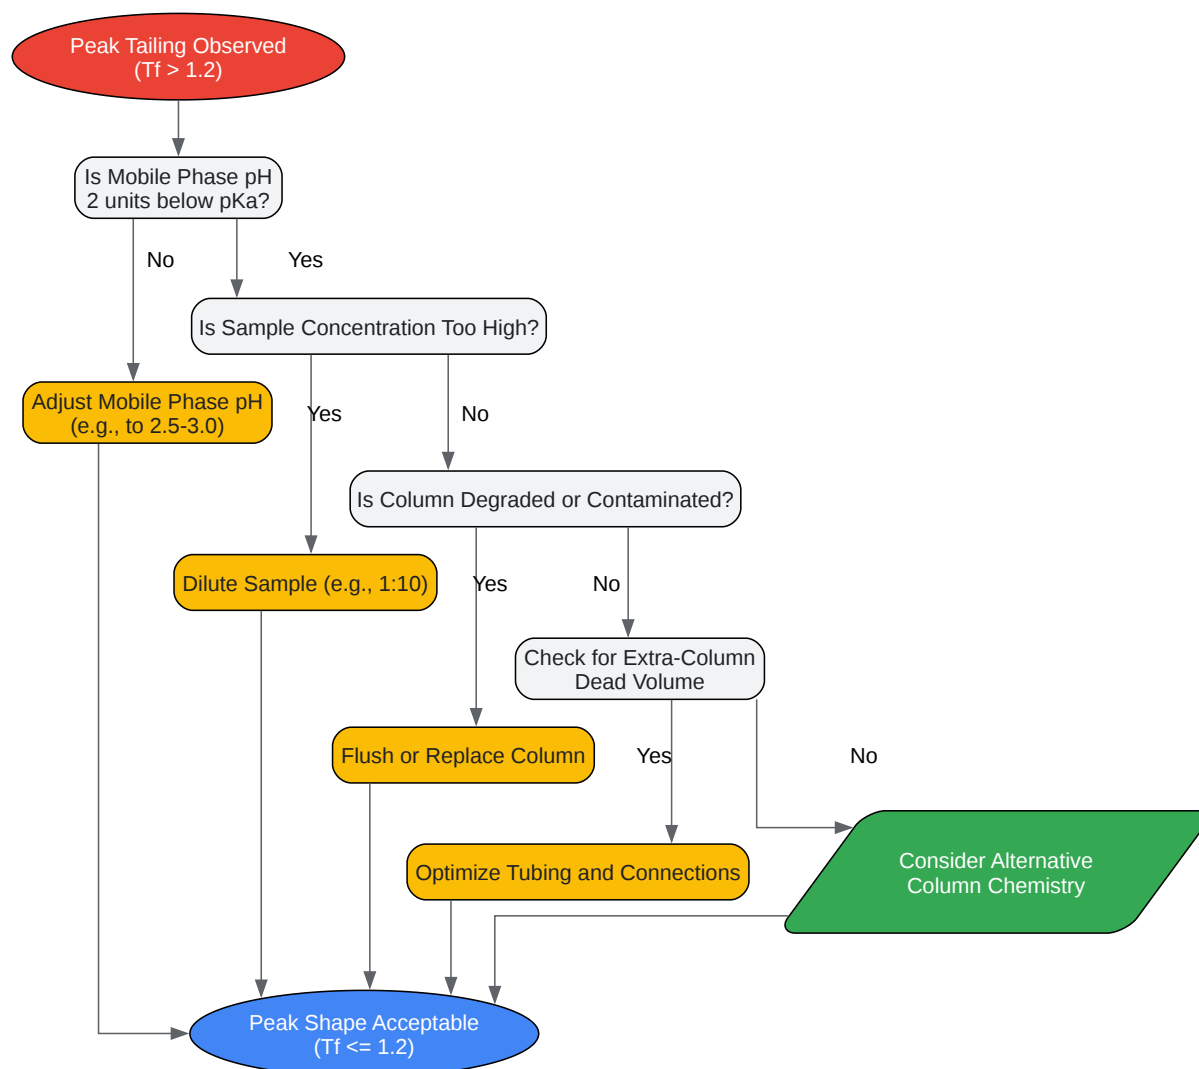 Peak Tailing Observed
(Tf > 1.2)
Is Mobile Phase pH
2 units below pKa?
No
Yes
Is Sample Concentration Too High?
Adjust Mobile Phase pH
(e.g., to 2.5-3.0)
Yes
No
Is Column Degraded or Contaminated?
Dilute Sample (e.g., 1:10)
Yes
No
Check for Extra-Column
Dead Volume
Flush or Replace Column
Yes
No
Optimize Tubing and Connections
Consider Alternative
Column Chemistry
Peak Shape Acceptable
(Tf <= 1.2)